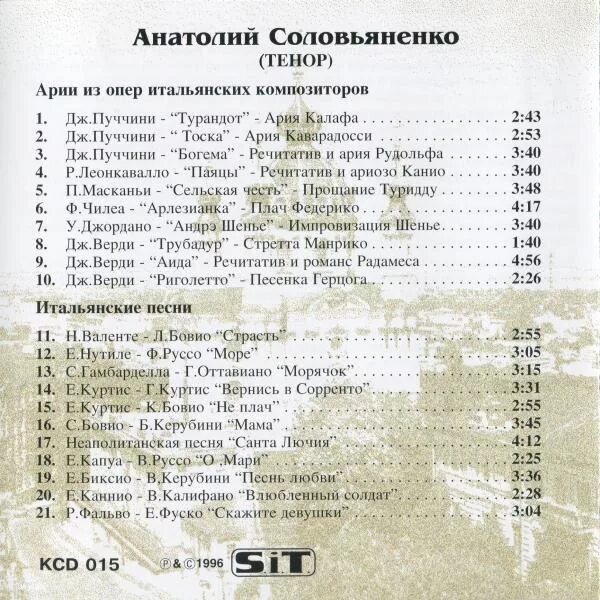 Анатолий Соловьяненко
(ТЕНОР)
Арии из опер итальянских композиторов
1. Дж.Пуччини - “Турандот” - Ария Калафа 2:43
2. Дж.Пуччини - “ Тоска” - Ария Каварадосси 2:53
3. Дж.Пуччини - “Богема” - Речитатив и ария Рудольфа 3:40
4. Р.Леонкавалло - “Паяцы” - Речитатив и ариозо Канио 3:40
5. П.Масканьи - “Сельская честь” - Прощание Туридду 3:48
6. Ф.Чилеа - “Арлезианка” - Плач Федерико 4:17
7. У.Джордано - “Андрэ Шенье” - Импровизация Шенье 3:40
8. Дж.Верди - “Трубадур” - Стретта Манрико 1:40
9. Дж.Верди - “Аида” - Речитатив и романс Радамеса 4:56
10. Дж.Верди - “Риголетто” - Песенка Герцога 2:26
Итальянские песни
11. Н.Валенте - Л.Бовио “Страсть” 2:55
12. Е.Нутиле - Ф.Руссо “Море” 3:05
13. С.Гамбарделла - Г.Оттавиано “Морячок” 3:15
14. Е.Куртис - Г.Куртис “Вернись в Сорренто” 3:31
15. Е.Куртис - К.Бовио “Не плач” 2:55
16. С.Бовио - Б.Керубини “Мама” 3:45
17. Неаполитанская песня “Санта Лючия” 4:12
18. Е.Капуа - В.Руссо “О ,Мари” 2:25
19. Е.Биксио - В,Керубини “Песнь любви” 3:36
20. Е.Каннио - В.Калифано “Влюбленный солдат” 2:28
21. Р.Фальво - Е.Фуско “Скажите девушки” 3:04
KCD 015 ℗ & © 1996 SiT